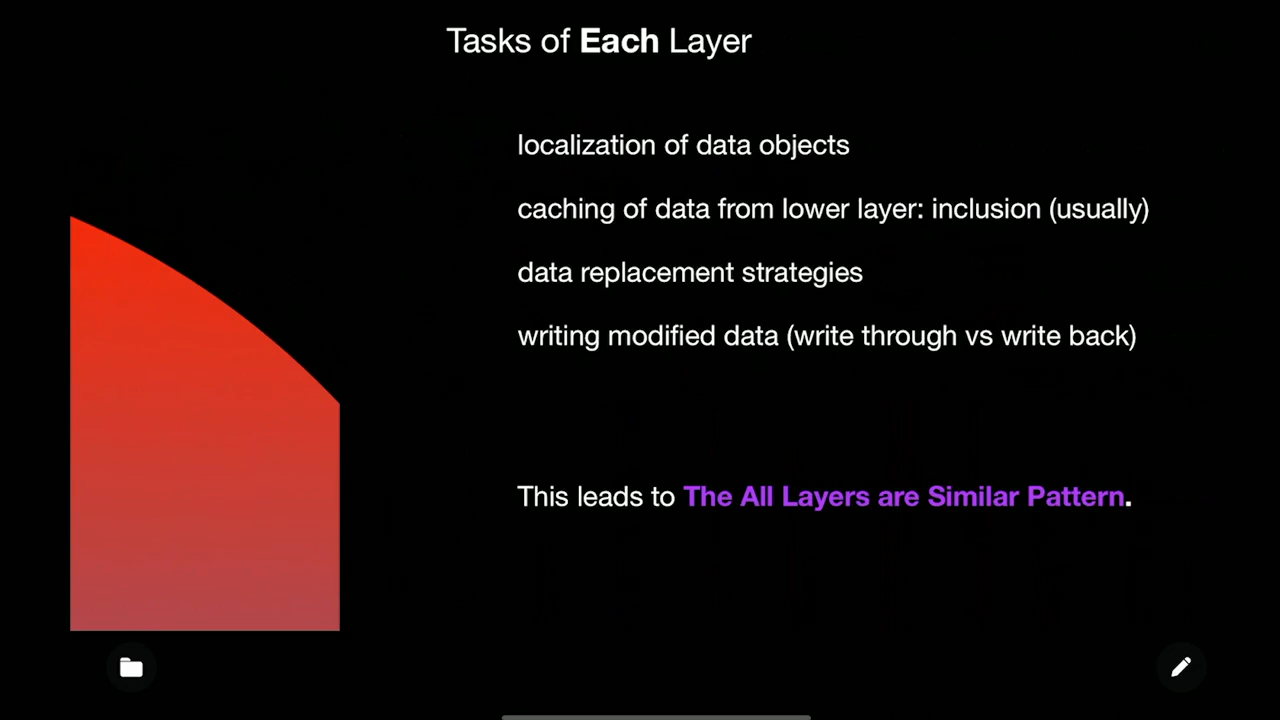 Tasks of Each Layer
localization of data objects
caching of data from lower layer: inclusion (usually)
data replacement strategies
writing modified data (write through vs write back)
This leads to The All Layers are Similar Pattern.